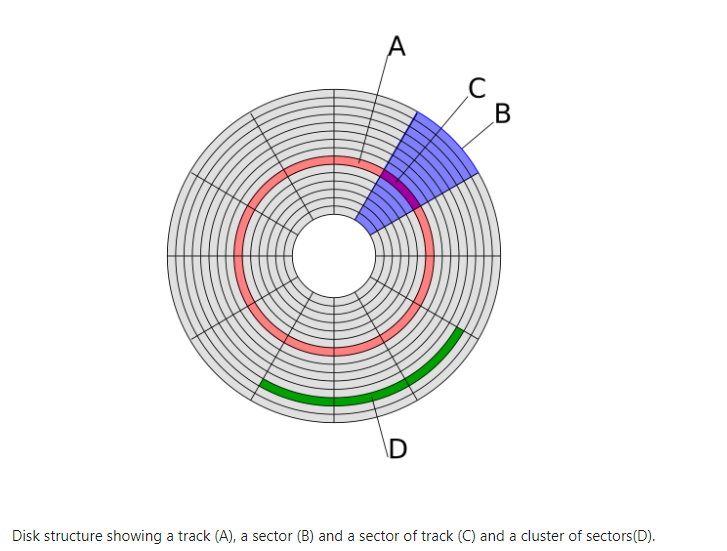 A
C
B
D
Disk structure showing a track (A), a sector (B) and a sector of track (C) and a cluster of sectors(D).